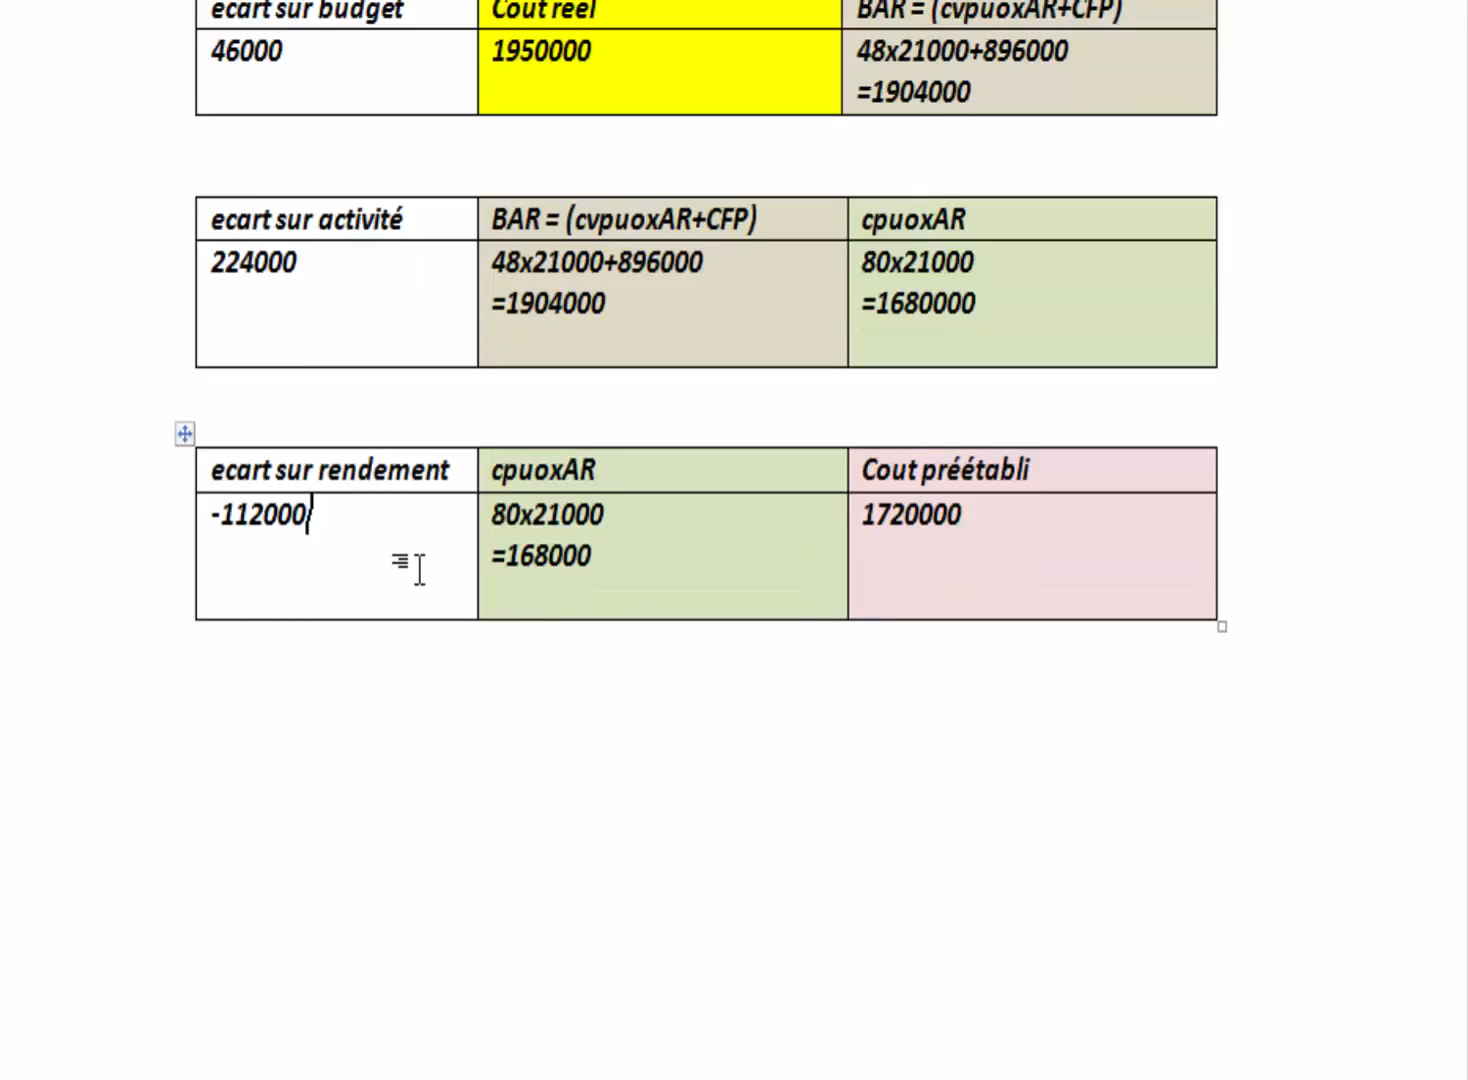 ecart sur budget
Cout reel
BAR = (cvpuoxAR+CFP)
46000
1950000
48x21000+896000
=1904000
ecart sur activité
BAR = (cvpuoxAR+CFP)
cpuoxAR
224000
48x21000+896000
=1904000
80x21000
=1680000
ecart sur rendement
cpuoxAR
Cout préétabli
-112000
80x21000
=168000
1720000